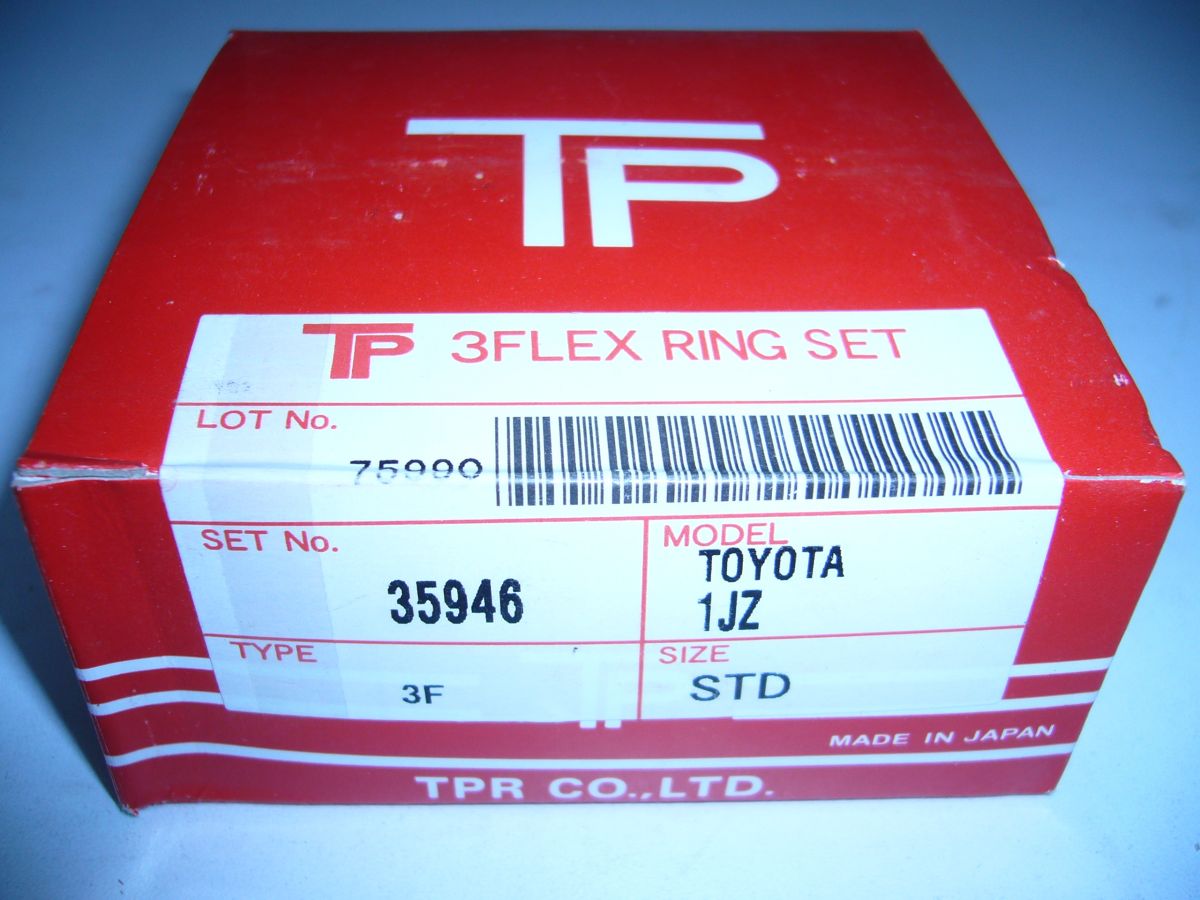 TP
TP 3FLEX RING SET
LOT No.
75990
SET No.
35946
MODEL
TOYOTA
1JZ
TYPE
3F
SIZE
STD
MADE IN JAPAN
TPR CO.,LTD.